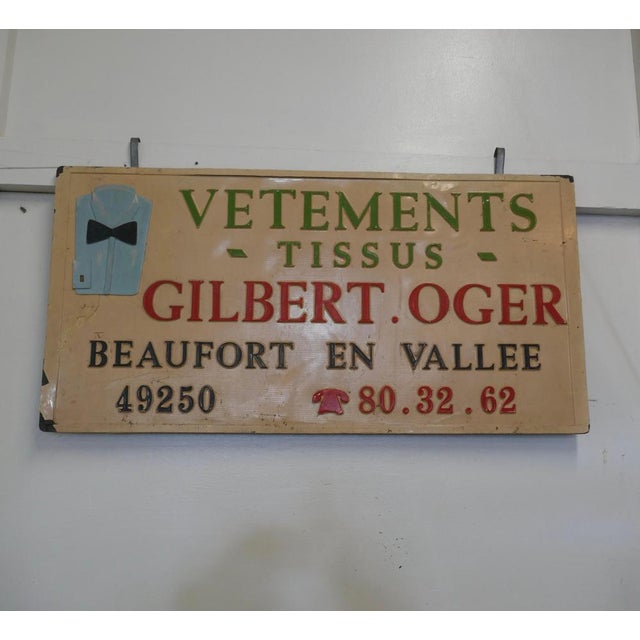 VETEMENTS
- TISSUS -
GILBERT. OGER
BEAUFORT EN VALLEE
49250 80.32.62